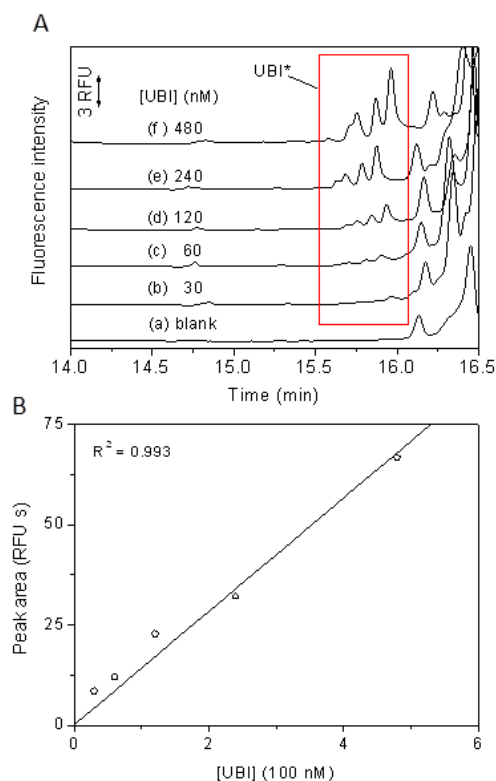 A
3 RFU
[UBI] (nM)
UBI*
(f) 480
(e) 240
(d) 120
(c) 60
(b) 30
(a) blank
Fluorescence intensity
14.0 14.5 15.0 15.5 16.0 16.5
Time (min)
B
R² = 0.993
75
50
25
0
Peak area (RFU s)
0 2 4 6
[UBI] (100 nM)